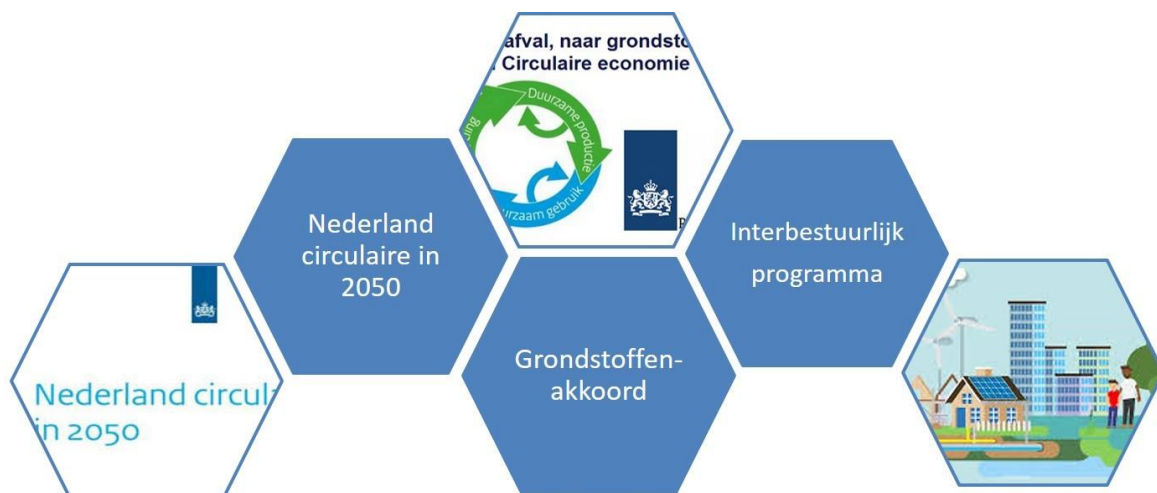 afval, naar grondsto
Circulaire economie
Duurzame productie
urzaam gebruik
Nederland
circulaire in
2050
Interbestuurlijk
programma
Grondstoffen-
akkoord
Nederland circul
in 2050